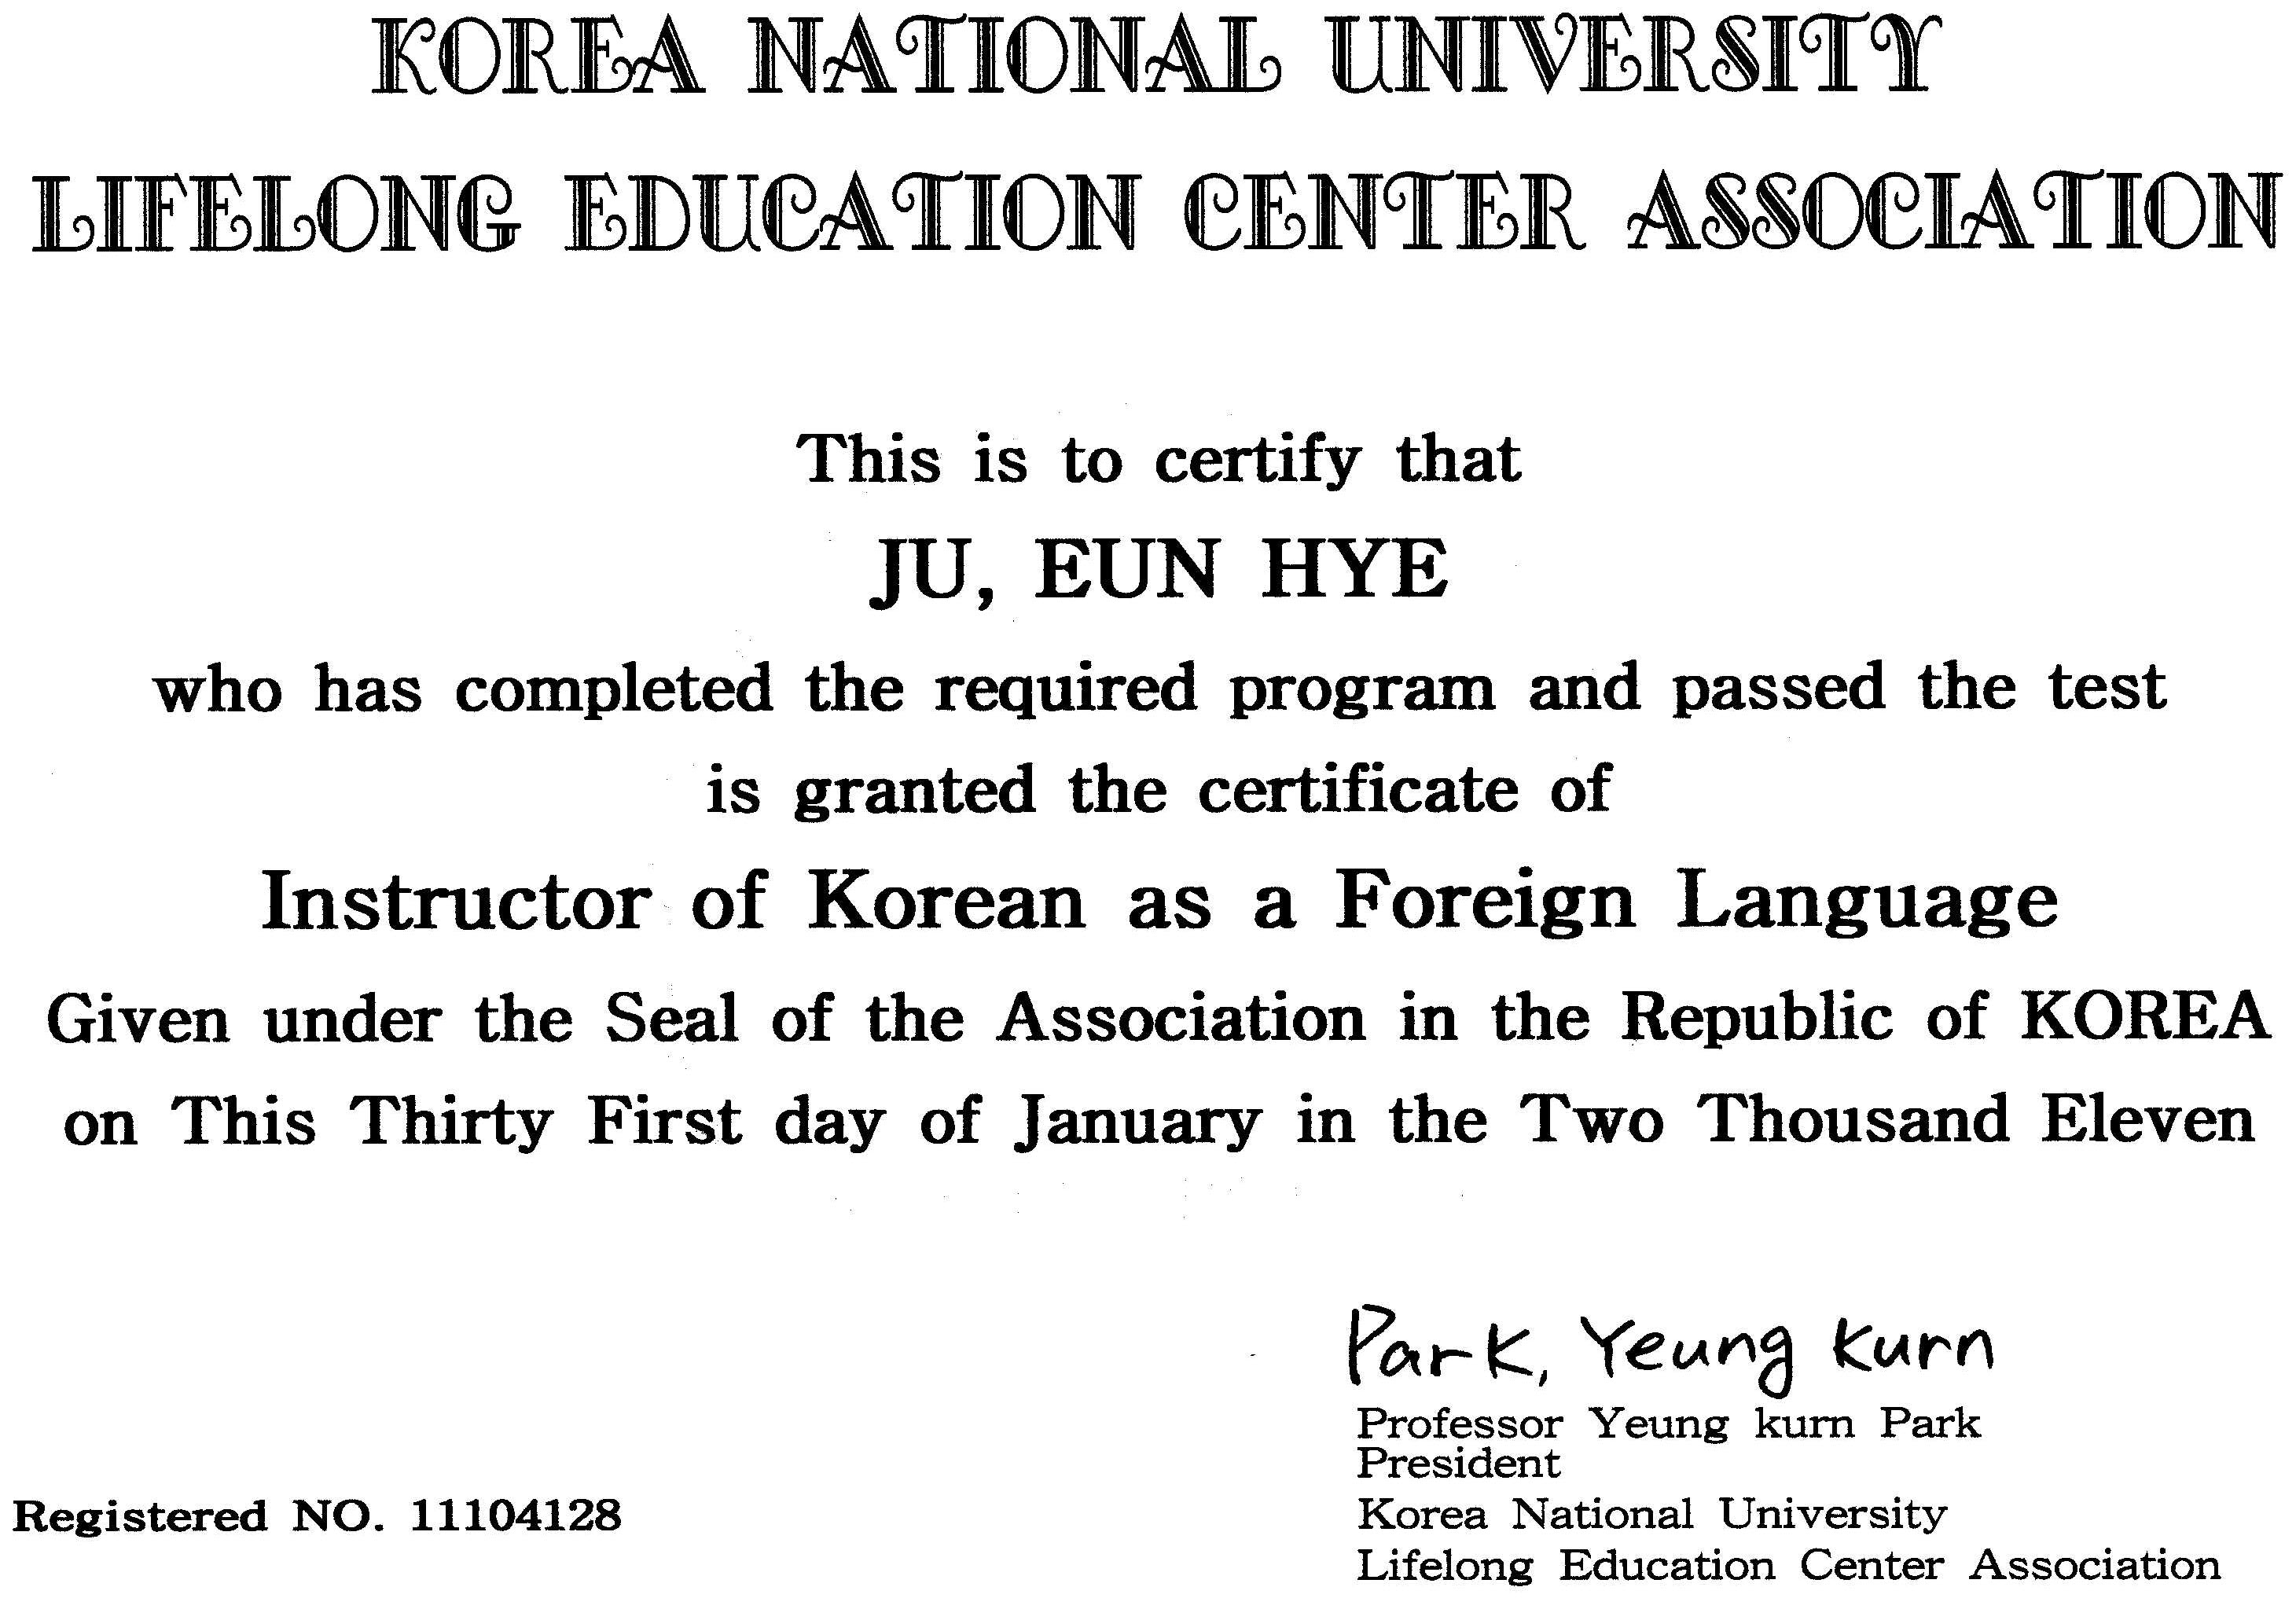 KOREA NATIONAL UNIVERSITY
LIFELONG EDUCATION CENTER ASSOCIATION
This is to certify that
JU, EUN HYE
who has completed the required program and passed the test
is granted the certificate of
Instructor of Korean as a Foreign Language
Given under the Seal of the Association in the Republic of KOREA
on This Thirty First day of January in the Two Thousand Eleven
Park, Yeung kurn
Professor Yeung kurn Park
President
Registered NO. 11104128
Korea National University
Lifelong Education Center Association